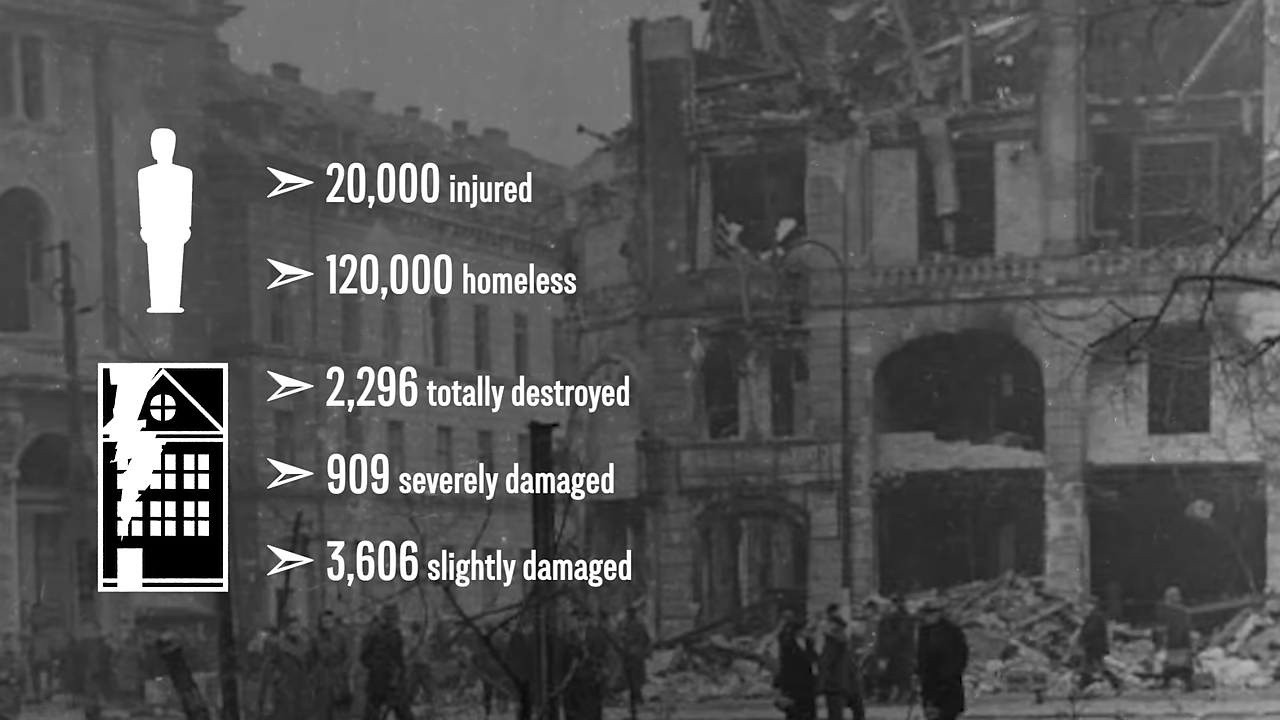 20,000 injured
120,000 homeless
2,296 totally destroyed
909 severely damaged
3,606 slightly damaged